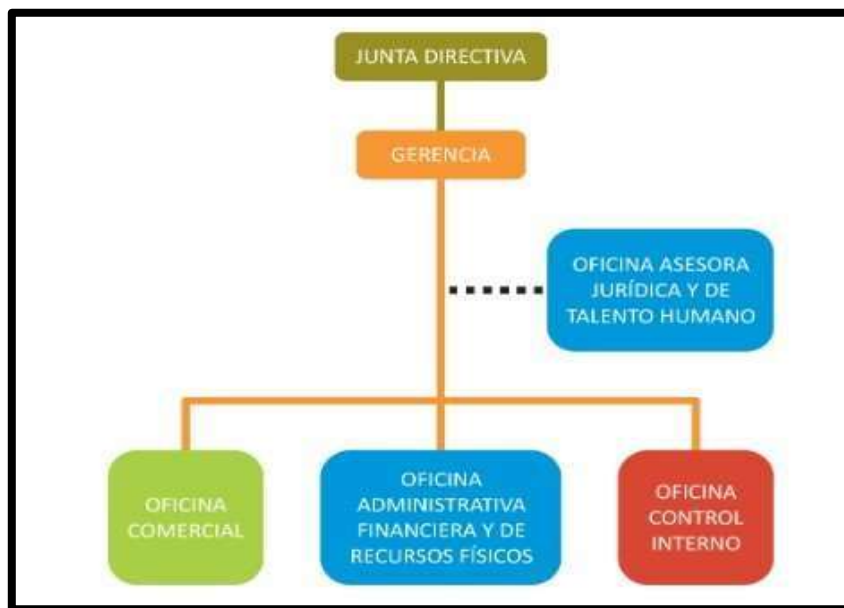 JUNTA DIRECTIVA
GERENCIA
OFICINA ASESORA
JURÍDICA Y DE
TALENTO HUMANO
OFICINA
COMERCIAL
OFICINA
ADMINISTRATIVA
FINANCIERA Y DE
RECURSOS FÍSICOS
OFICINA
CONTROL
INTERNO